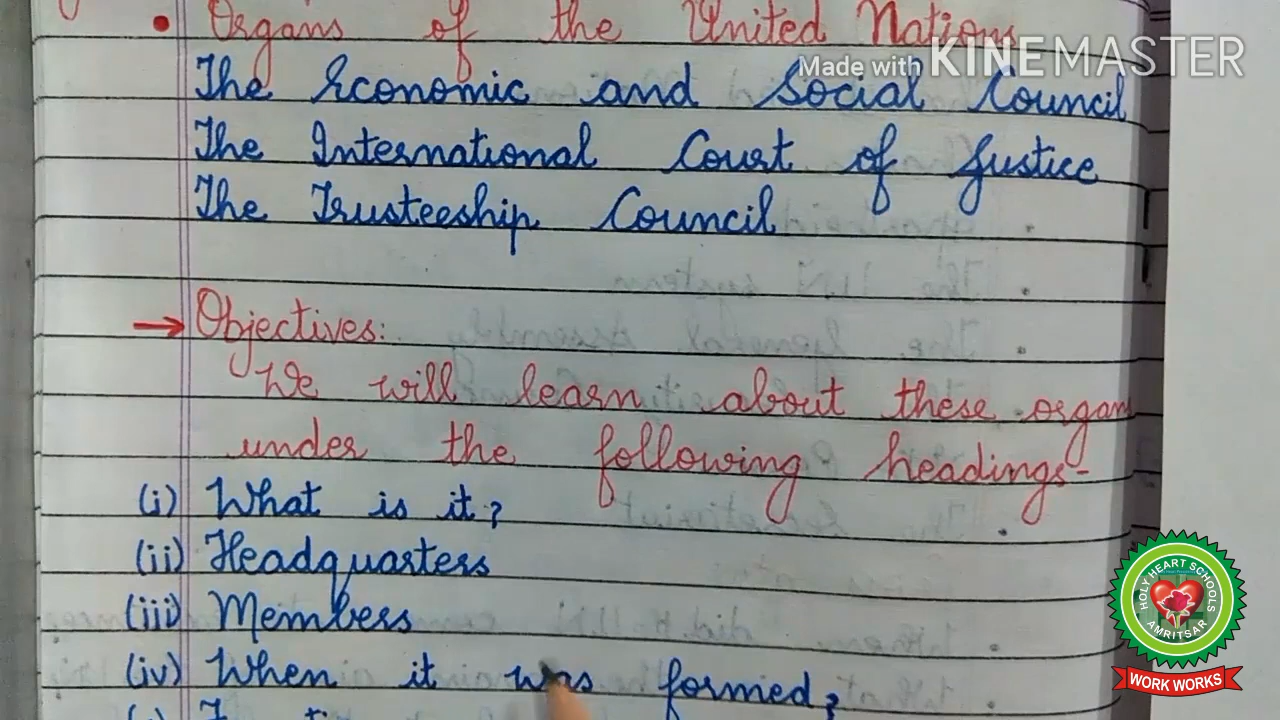 • Organs of the United Nations
Made with KINEMASTER
The Economic and Social Council
The International Court of Justice
The Trusteeship Council
→ Objectives:
We will learn about these organ
under the following headings-
(i) What is it?
(ii) Headquarters
(iii) Members
(iv) When it was formed?
HOLY HEART SCHOOLS
AMRITSAR
WORK WORKS